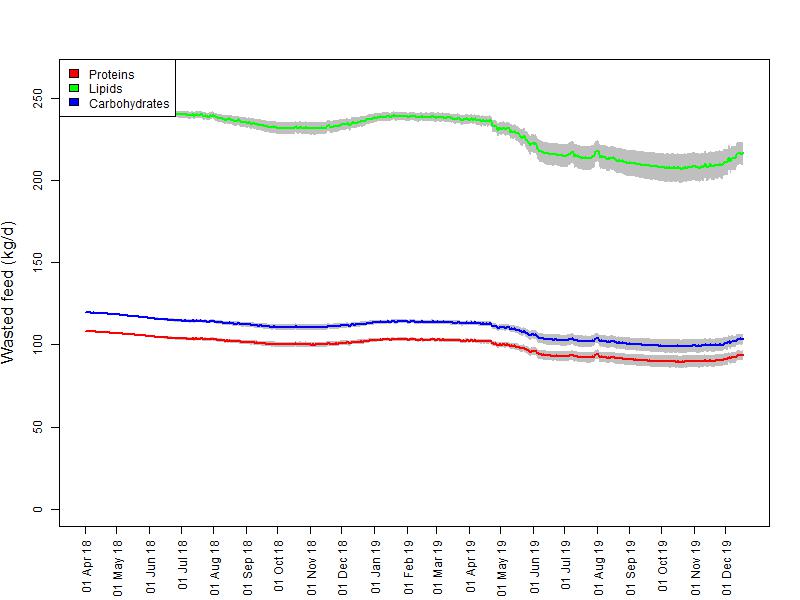 Proteins
Lipids
Carbohydrates
Wasted feed (kg/d)
250
200
150
100
50
0
01 Apr 18
01 May 18
01 Jun 18
01 Jul 18
01 Aug 18
01 Sep 18
01 Oct 18
01 Nov 18
01 Dec 18
01 Jan 19
01 Feb 19
01 Mar 19
01 Apr 19
01 May 19
01 Jun 19
01 Jul 19
01 Aug 19
01 Sep 19
01 Oct 19
01 Nov 19
01 Dec 19